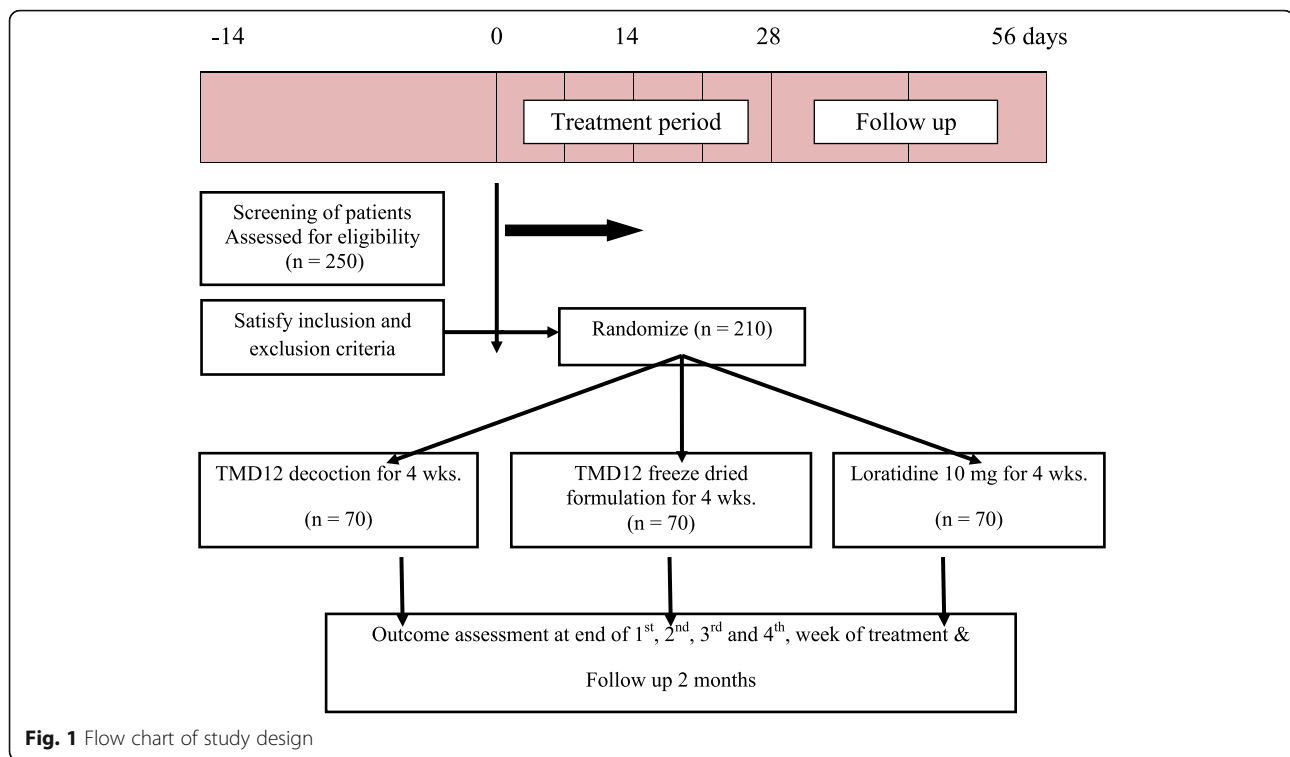 -14 0 14 28 56 days
Treatment period Follow up
Screening of patients
Assessed for eligibility
(n = 250)
Satisfy inclusion and
exclusion criteria
Randomize (n = 210)
TMD12 decoction for 4 wks.
(n = 70)
TMD12 freeze dried
formulation for 4 wks.
(n = 70)
Loratidine 10 mg for 4 wks.
(n = 70)
Outcome assessment at end of 1st, 2nd, 3rd and 4th, week of treatment &
Follow up 2 months
Fig. 1 Flow chart of study design